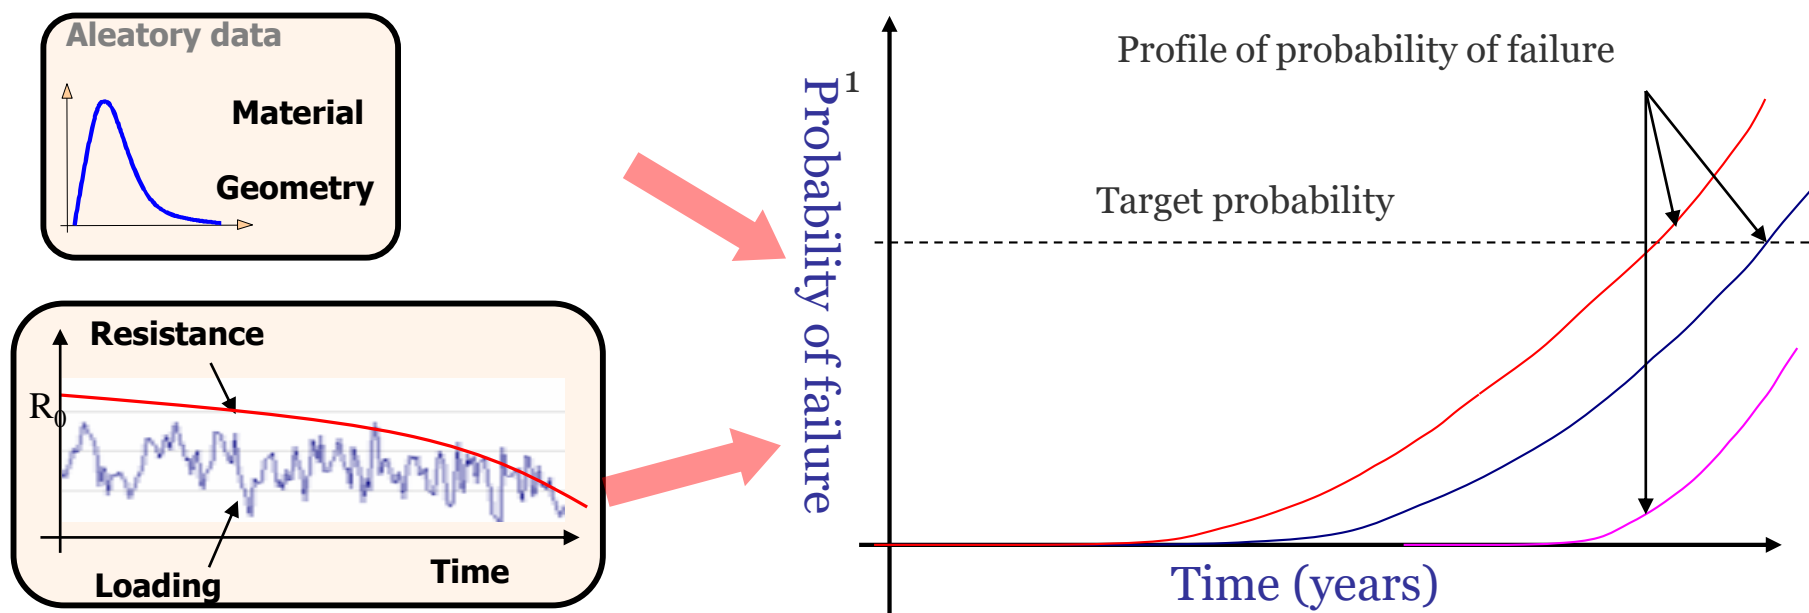 Aleatory data
Material
Geometry
Resistance
R0
Loading
Time
Probability of failure
1
Profile of probability of failure
Target probability
Time (years)